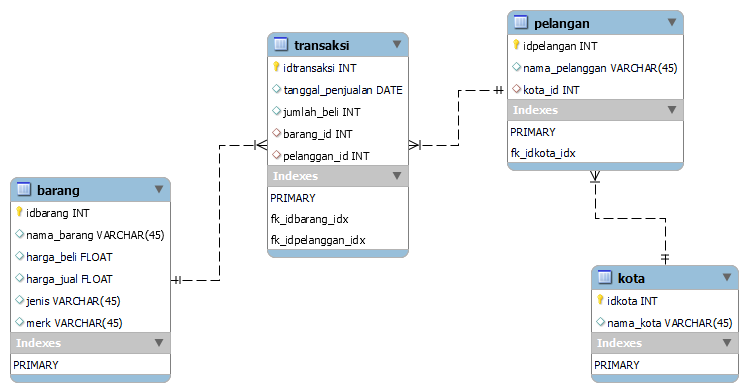 barang
idbarang INT
nama_barang VARCHAR(45)
harga_beli FLOAT
harga_jual FLOAT
jenis VARCHAR(45)
merk VARCHAR(45)
Indexes
PRIMARY
transaksi
idtransaksi INT
tanggal_penjualan DATE
jumlah_beli INT
barang_id INT
pelanggan_id INT
Indexes
PRIMARY
fk_idbarang_idx
fk_idpelanggan_idx
pelangan
idpelangan INT
nama_pelanggan VARCHAR(45)
kota_id INT
Indexes
PRIMARY
fk_idkota_idx
kota
idkota INT
nama_kota VARCHAR(45)
Indexes
PRIMARY